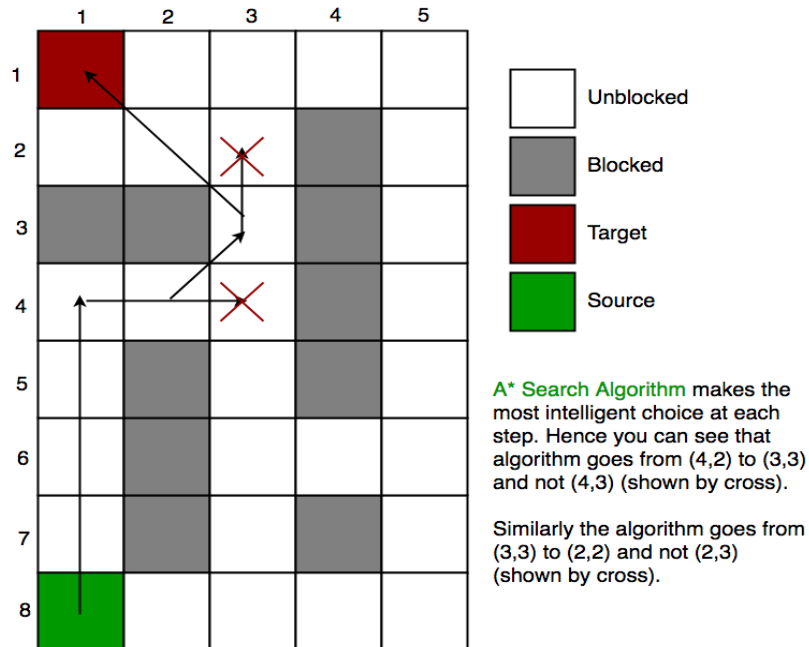 1 2 3 4 5
1
2
3
4
5
6
7
8
Unblocked
Blocked
Target
Source
A* Search Algorithm makes the
most intelligent choice at each
step. Hence you can see that
algorithm goes from (4,2) to (3,3)
and not (4,3) (shown by cross).
Similarly the algorithm goes from
(3,3) to (2,2) and not (2,3)
(shown by cross).